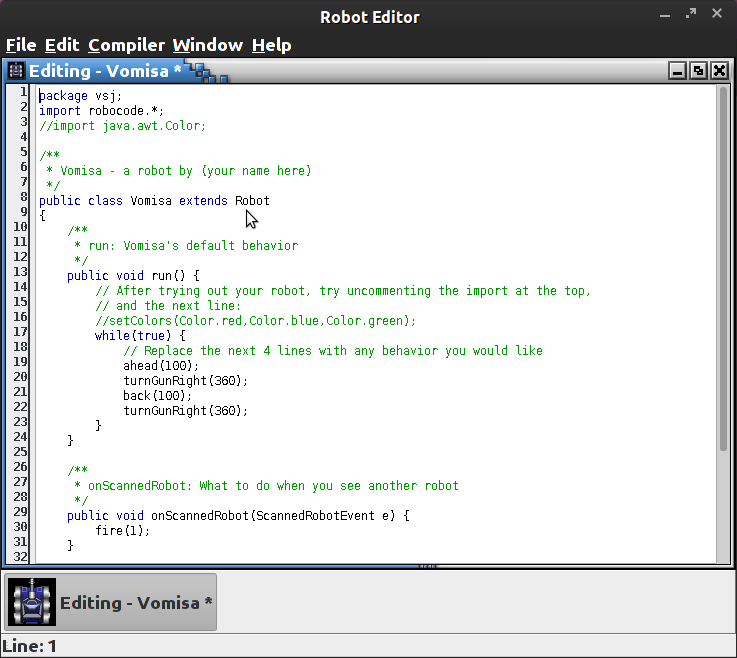 Robot Editor
File Edit Compiler Window Help
Editing - Vomisa *
1 package vsj;
2 import robocode.*;
3 //import java.awt.Color;
4
5 /**
6 * Vomisa - a robot by (your name here)
7 */
8 public class Vomisa extends Robot
9 {
10 /**
11 * run: Vomisa's default behavior
12 */
13 public void run() {
14 // After trying out your robot, try uncommenting the import at the top,
15 // and the next line:
16 //setColors(Color.red,Color.blue,Color.green);
17 while(true) {
18 // Replace the next 4 lines with any behavior you would like
19 ahead(100);
20 turnGunRight(360);
21 back(100);
22 turnGunRight(360);
23 }
24 }
25
26 /**
27 * onScannedRobot: What to do when you see another robot
28 */
29 public void onScannedRobot(ScannedRobotEvent e) {
30 fire(1);
31 }
32
Editing - Vomisa *
Line: 1